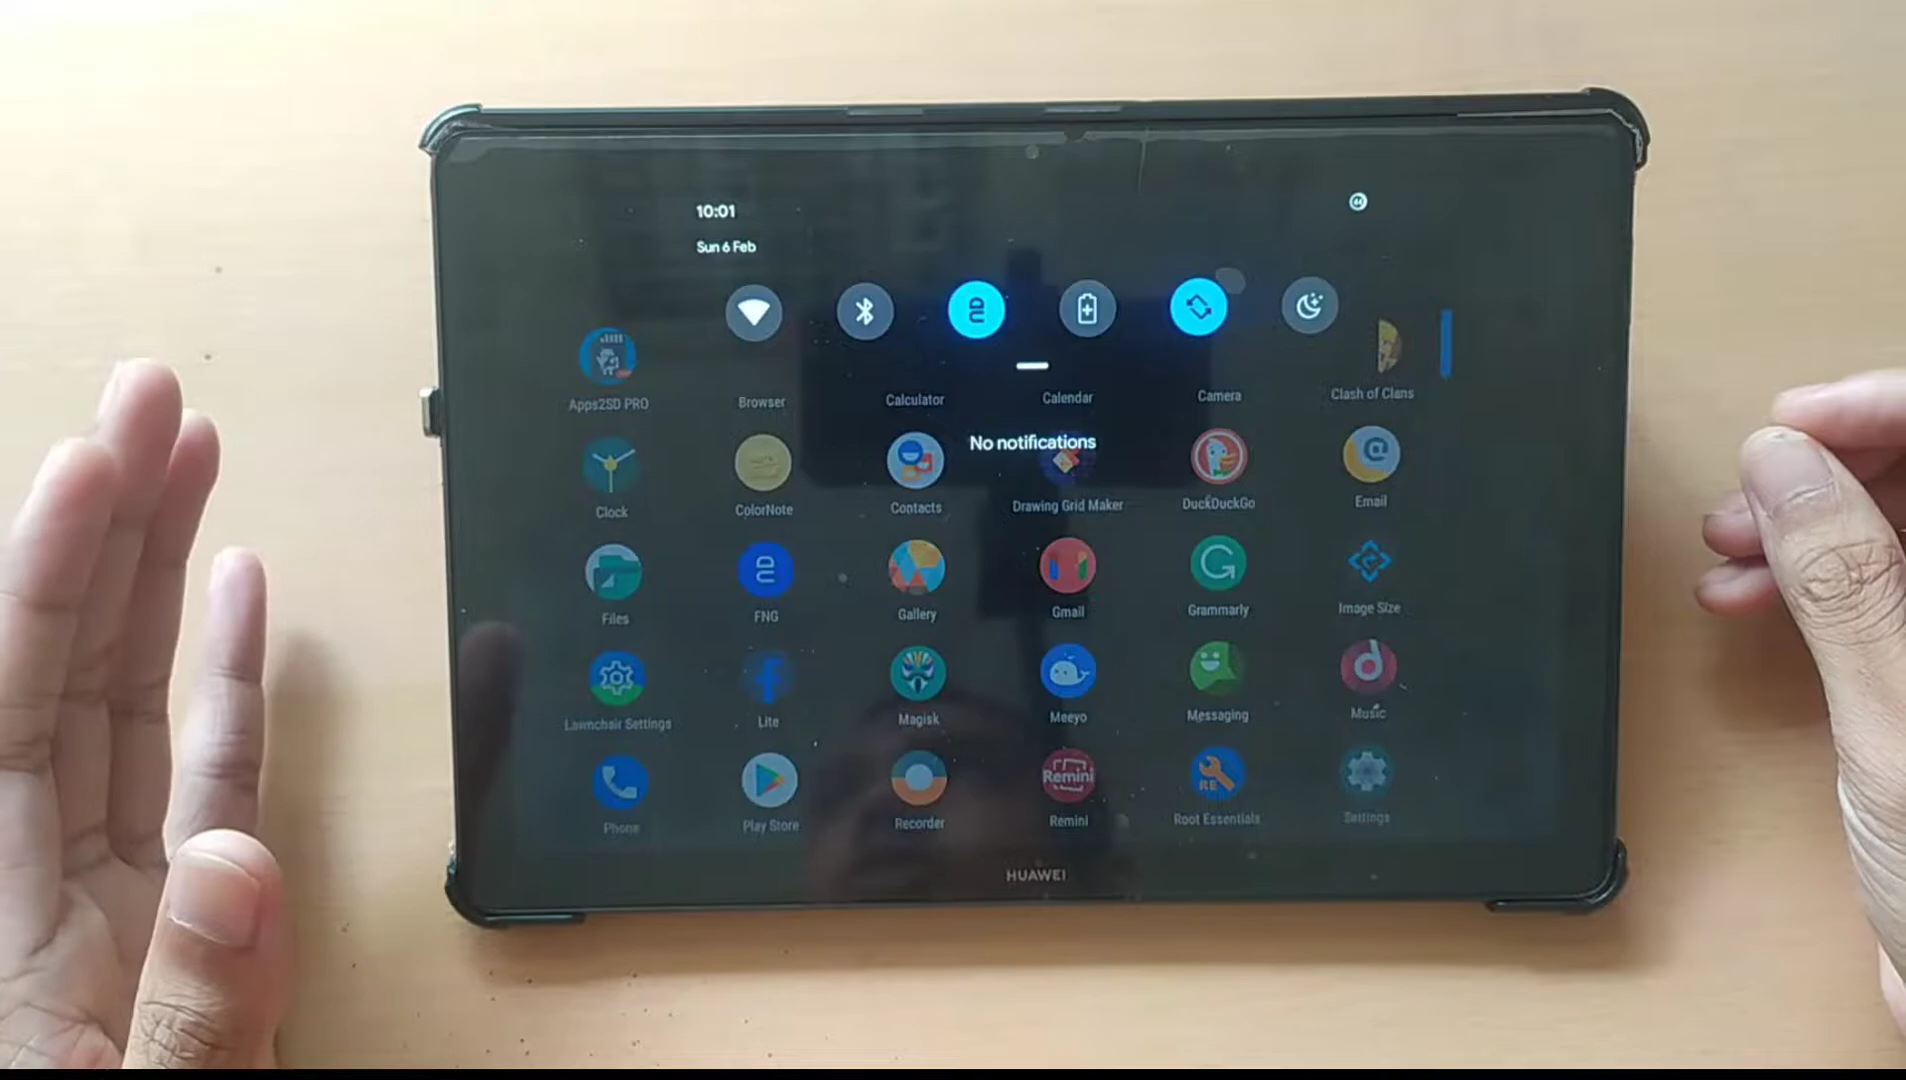 10:01
Sun 6 Feb
Apps2SD PRO
Browser
Calculator
Calendar
Camera
Clash of Clans
No notifications
Clock
ColorNote
Contacts
Drawing Grid Maker
DuckDuckGo
Email
Files
FNG
Gallery
Gmail
Grammarly
Image Size
Lawnchair Settings
Lite
Magisk
Meeyo
Messaging
Music
Remini
RE
Phone
Play Store
Recorder
Remini
Root Essentials
Settings
HUAWEI